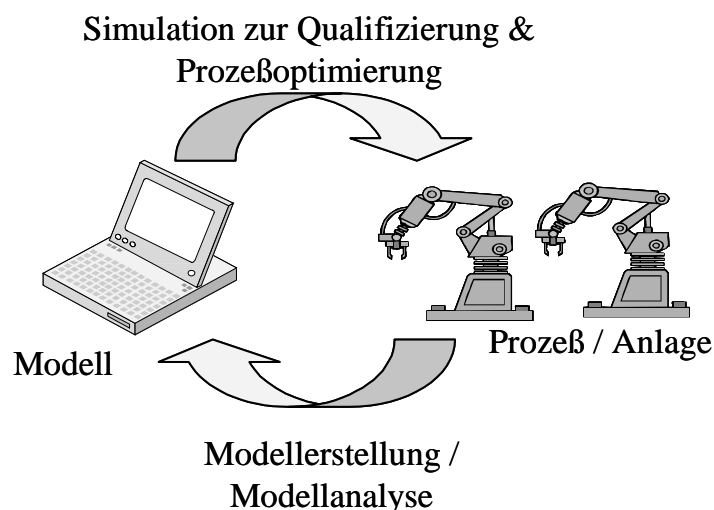 Simulation zur Qualifizierung &
Prozeßoptimierung
Modell
Prozeß / Anlage
Modellerstellung /
Modellanalyse